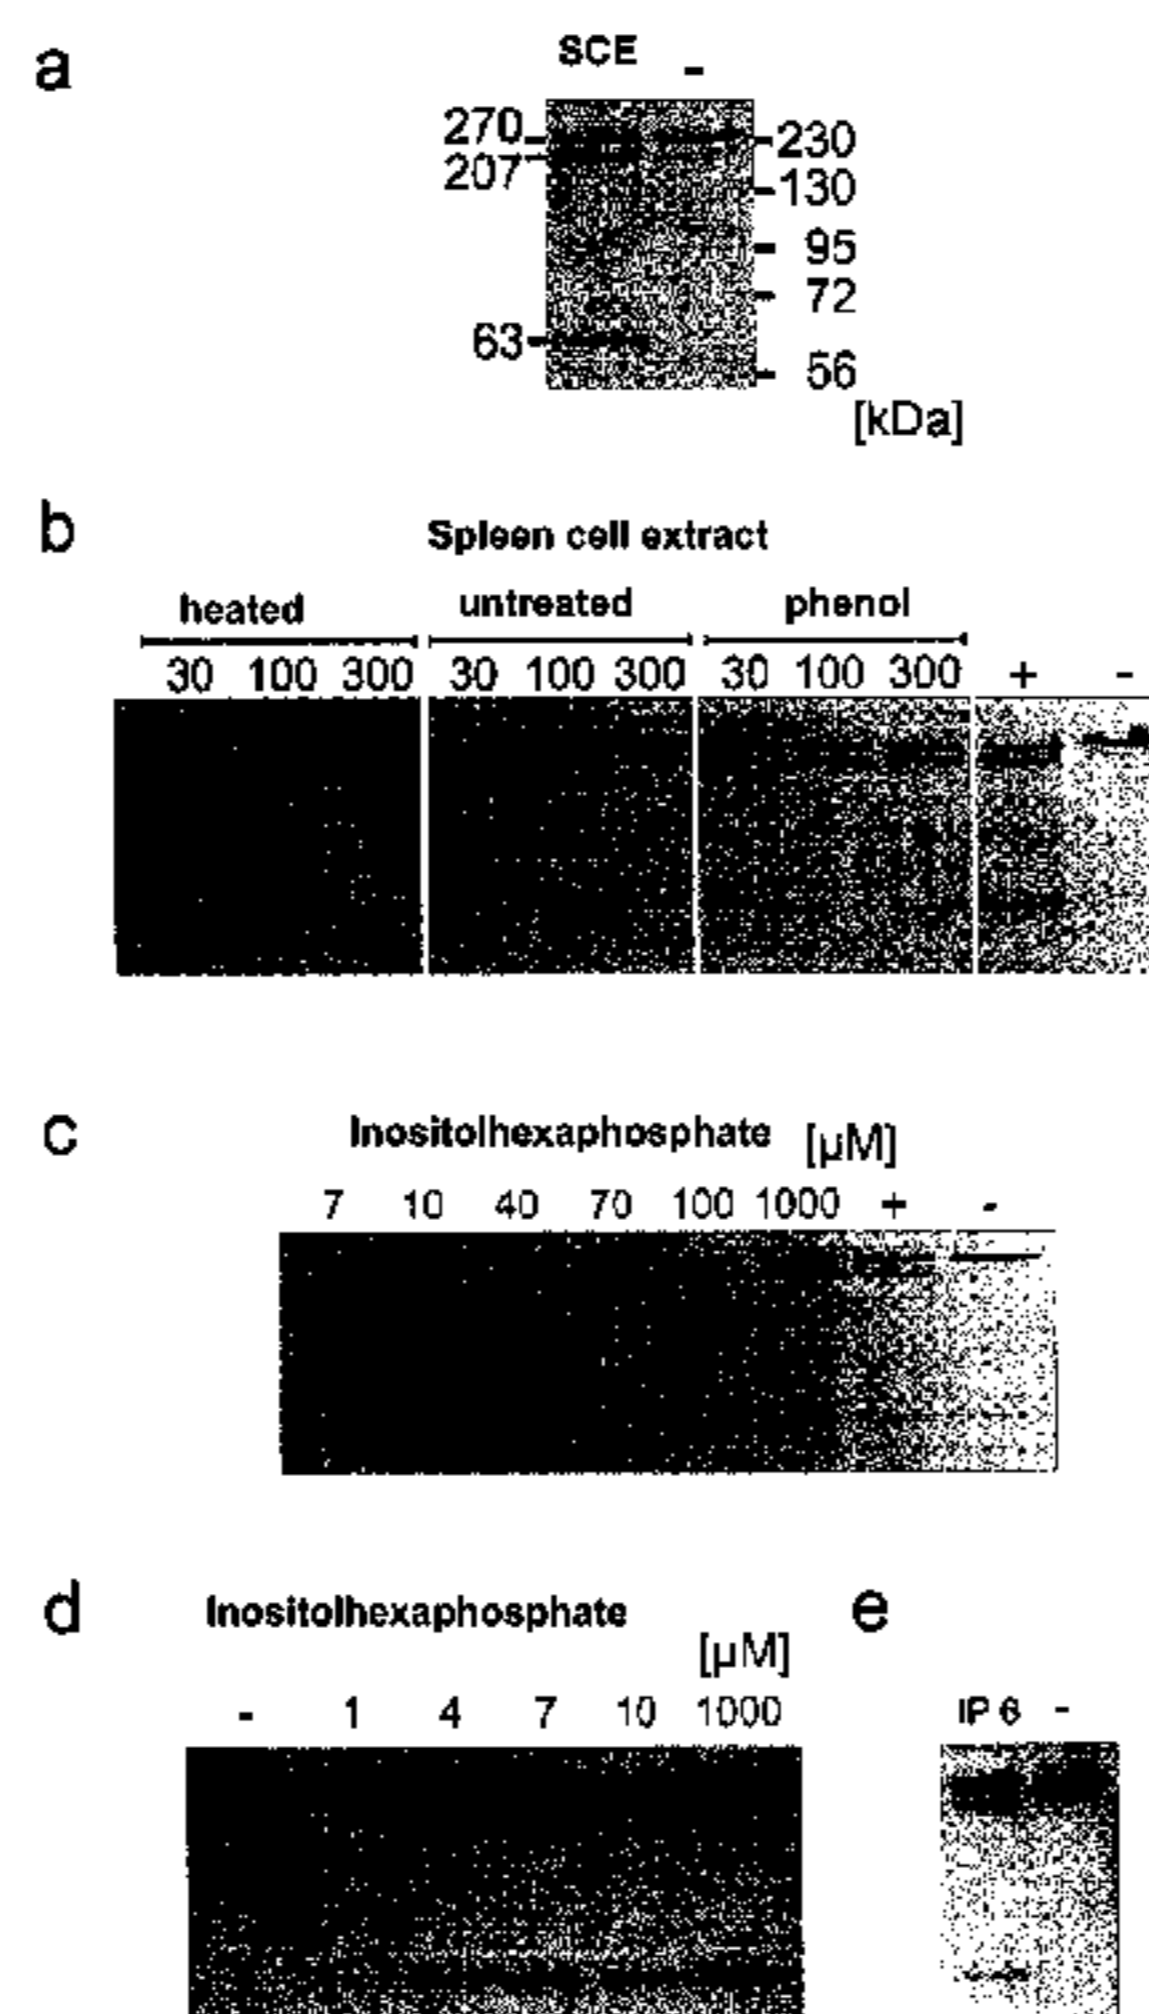 a
SCE -
270 230
207 130
95
72
63
56
[kDa]
b
Spleen cell extract
heated untreated phenol
30 100 300 30 100 300 30 100 300 + -
c
Inositolhexaphosphate [µM]
7 10 40 70 100 1000 + -
d e
Inositolhexaphosphate
[µM]
- 1 4 7 10 1000 IP 6 -